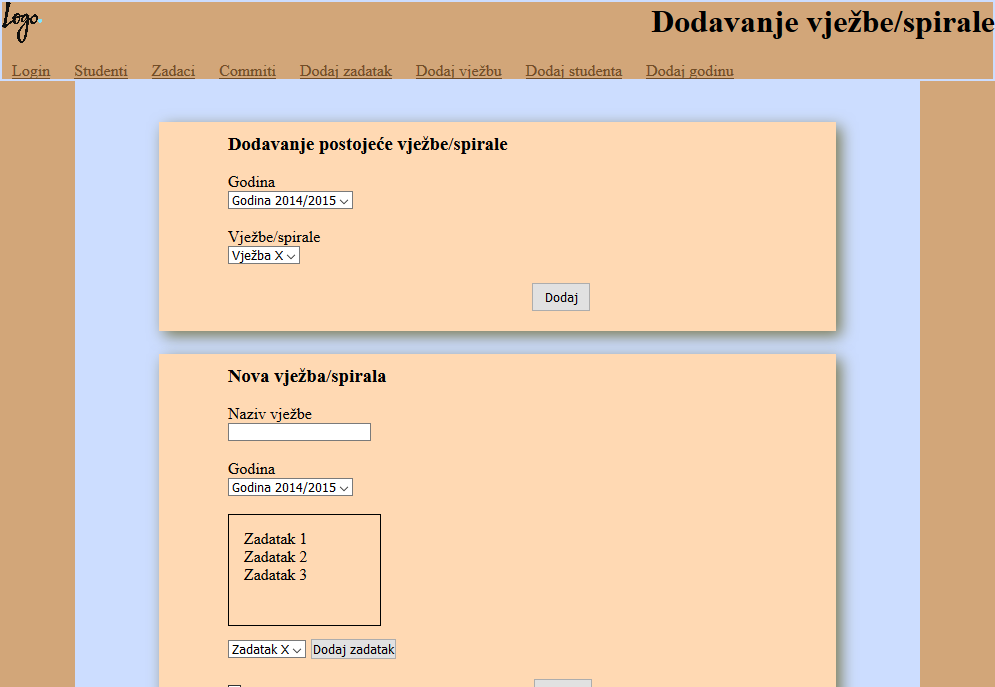 Logo
Dodavanje vježbe/spirale
Login Studenti Zadaci Commiti Dodaj zadatak Dodaj vježbu Dodaj studenta Dodaj godinu
Dodavanje postojeće vježbe/spirale
Godina
Godina 2014/2015
Vježbe/spirale
Vježba X
Dodaj
Nova vježba/spirala
Naziv vježbe
Godina
Godina 2014/2015
Zadatak 1
Zadatak 2
Zadatak 3
Zadatak X Dodaj zadatak